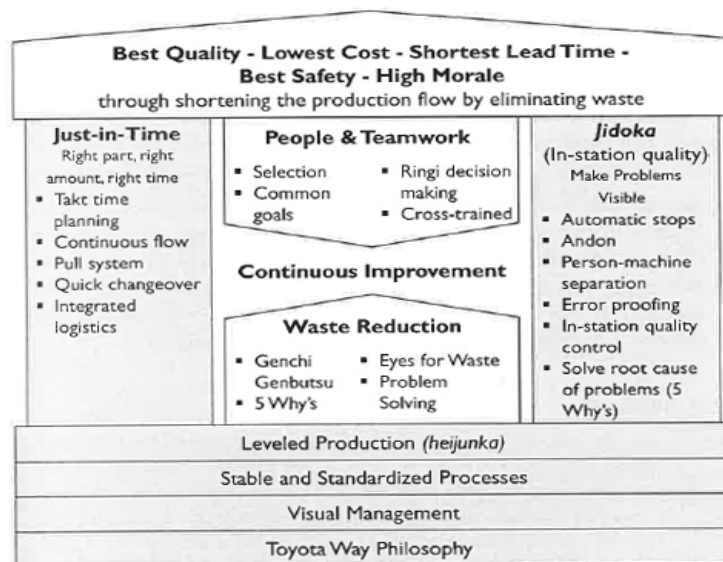 Best Quality - Lowest Cost - Shortest Lead Time -
Best Safety - High Morale
through shortening the production flow by eliminating waste
Just-in-Time
Right part, right
amount, right time
▪ Takt time
planning
▪ Continuous flow
▪ Pull system
▪ Quick changeover
▪ Integrated
logistics
People & Teamwork
▪ Selection
▪ Common
goals
▪ Ringi decision
making
▪ Cross-trained
Continuous Improvement
Waste Reduction
▪ Genchi
Genbutsu
▪ 5 Why's
▪ Eyes for Waste
▪ Problem
Solving
Jidoka
(In-station quality)
Make Problems
Visible
▪ Automatic stops
▪ Andon
▪ Person-machine
separation
▪ Error proofing
▪ In-station quality
control
▪ Solve root cause
of problems (5
Why's)
Leveled Production (heijunka)
Stable and Standardized Processes
Visual Management
Toyota Way Philosophy